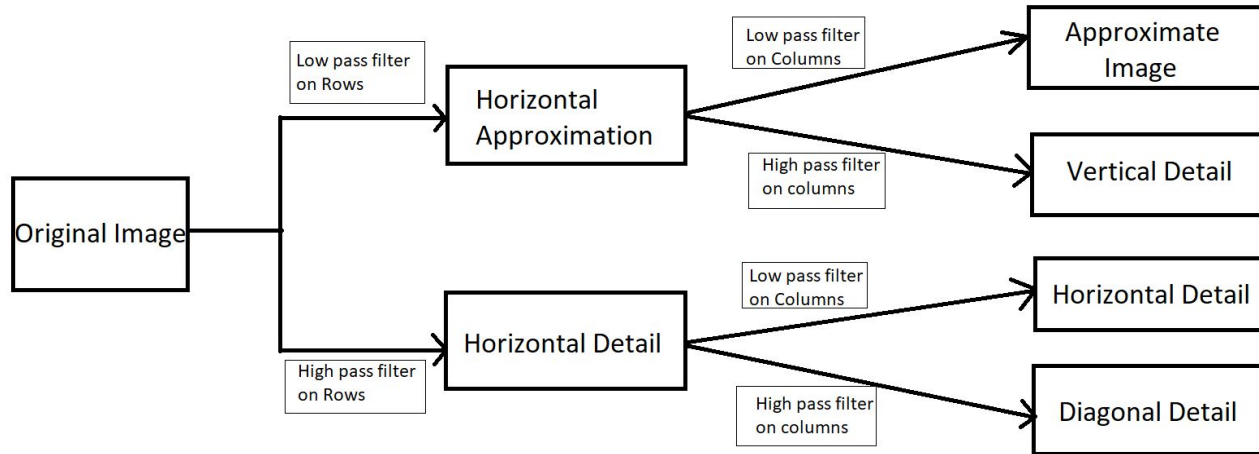 Original Image
Low pass filter
on Rows
High pass filter
on Rows
Horizontal
Approximation
Horizontal Detail
Low pass filter
on Columns
High pass filter
on columns
Low pass filter
on Columns
High pass filter
on columns
Approximate
Image
Vertical Detail
Horizontal Detail
Diagonal Detail